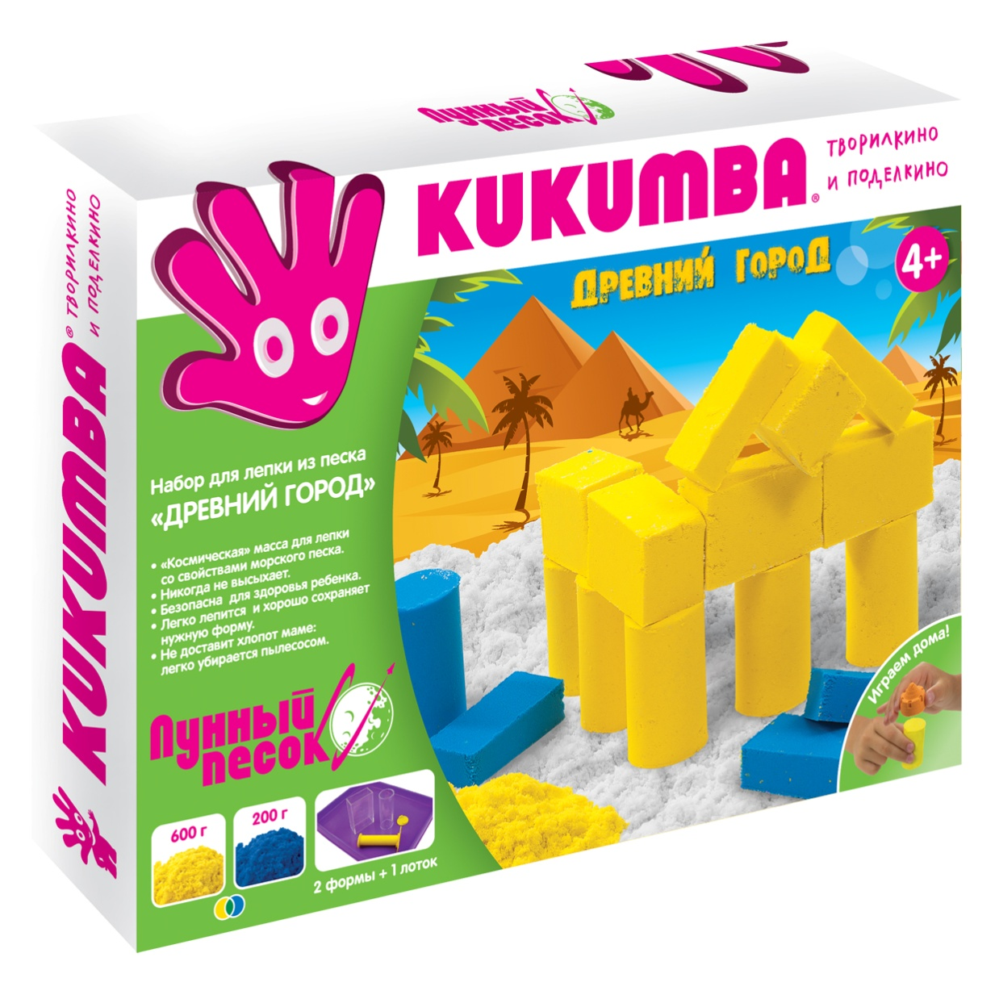 Лунный
песок
KUKUMBA®
ТВОРИЛКИНО
И ПОДЕЛКИНО
ДРЕВНИЙ ГОРОД
4+
Набор для лепки из песка
«ДРЕВНИЙ ГОРОД»
• «Космическая» масса для лепки
со свойствами морского песка.
• Никогда не высыхает.
• Безопасна для здоровья ребенка.
• Легко лепится и хорошо сохраняет
нужную форму.
• Не доставит хлопот маме:
легко убирается пылесосом.
Лунный
песок
600 г
200 г
2 формы + 1 лоток
Играем дома!
KUKUMBA®
ТВОРИЛКИНО
И ПОДЕЛКИНО